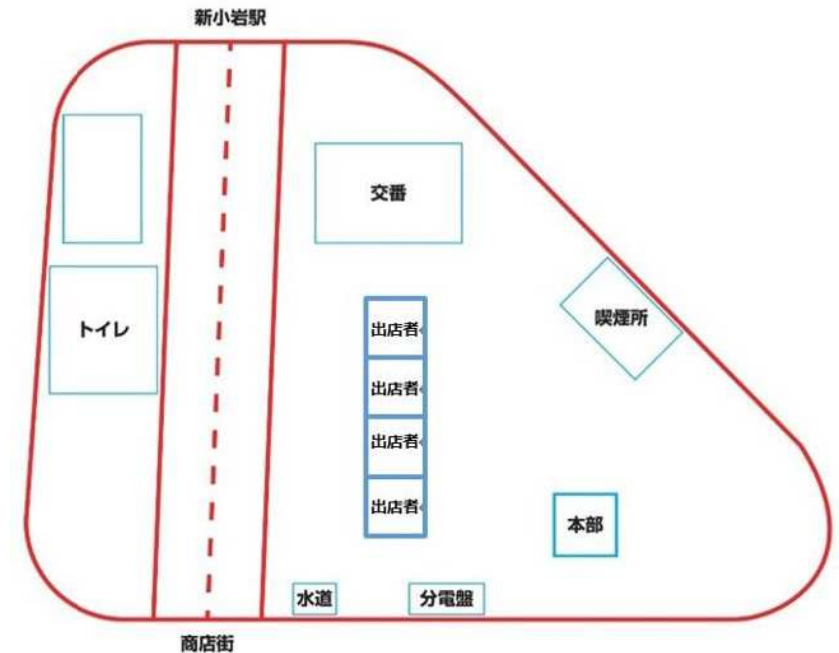 新小岩駅
交番
喫煙所
トイレ
出店者
出店者
出店者
出店者
本部
水道
分電盤
商店街